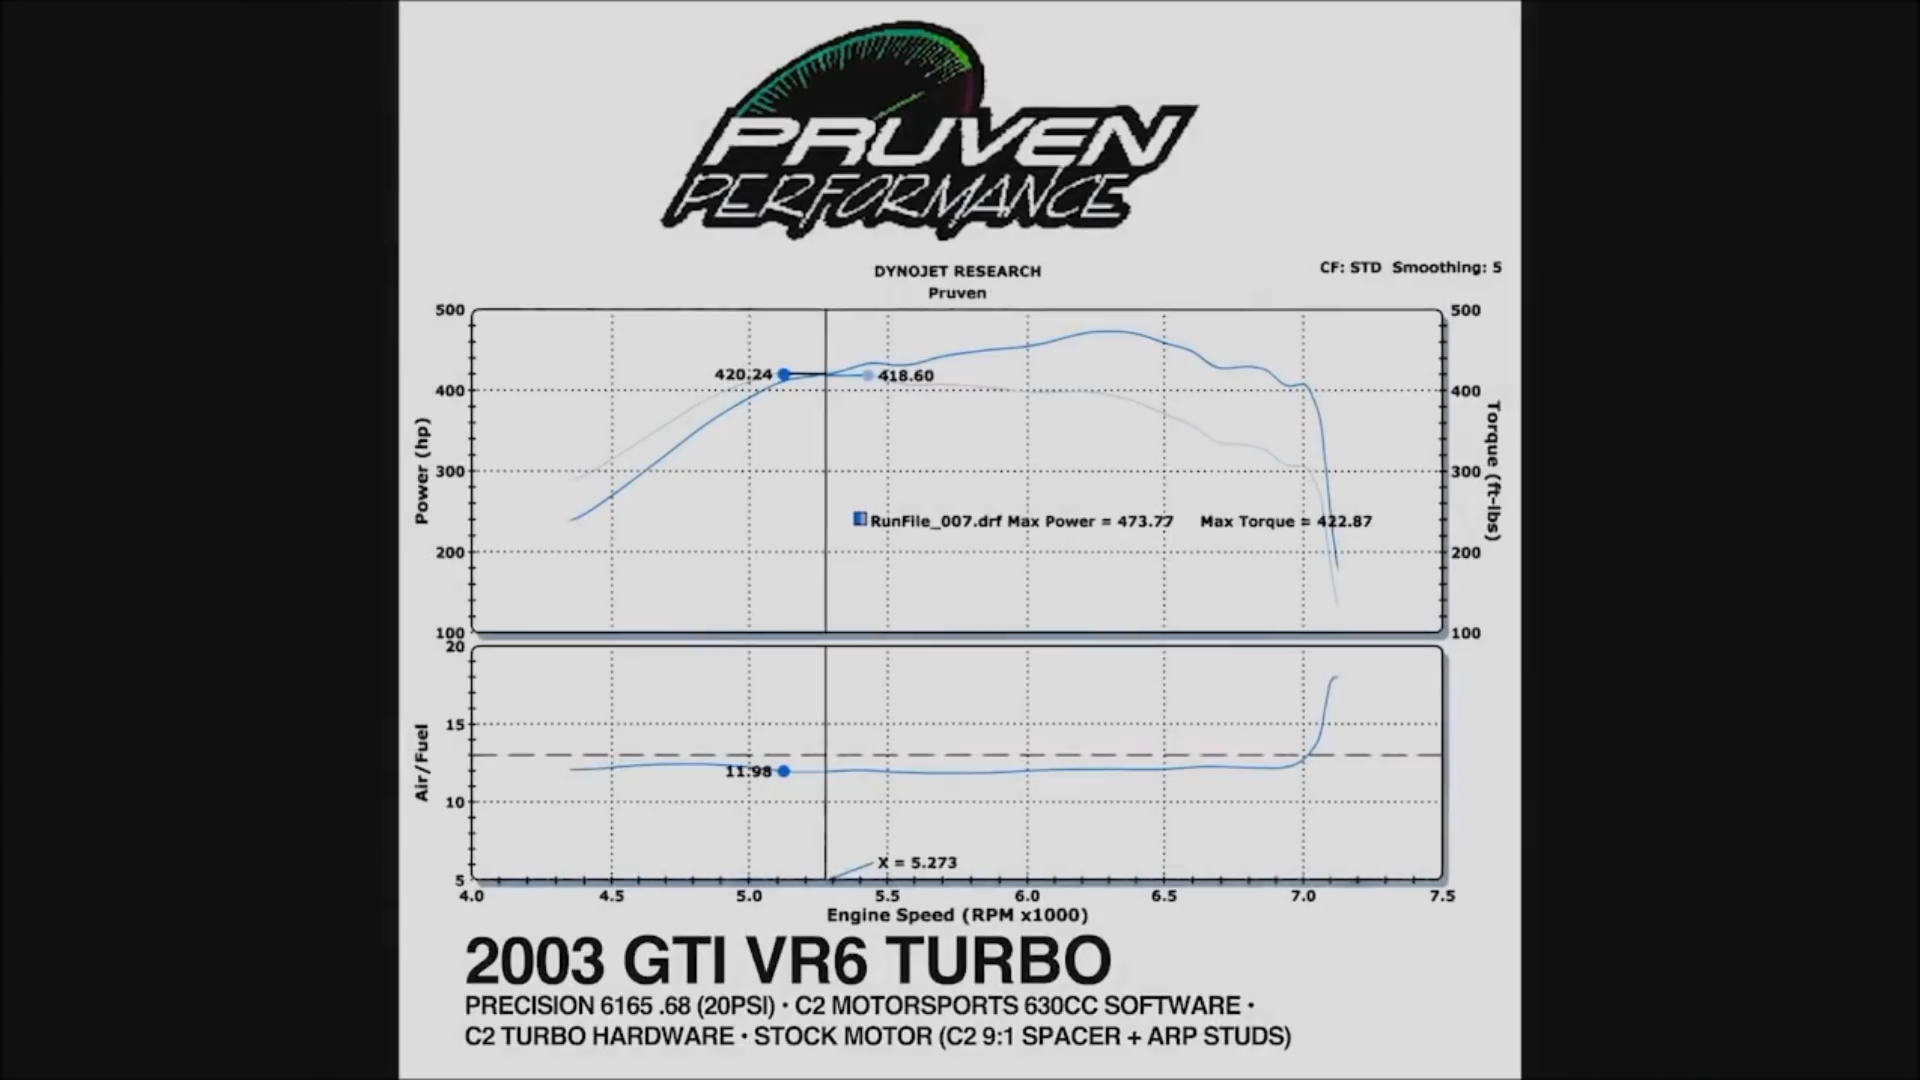 PRUVEN
PERFORMANCE
DYNOJET RESEARCH
Pruven
CF: STD Smoothing: 5
500
400
300
200
100
Power (hp)
500
400
300
200
100
Torque (ft-lbs)
420.24
418.60
RunFile_007.drf Max Power = 473.77 Max Torque = 422.87
20
15
10
5
Air/Fuel
11.98
X = 5.273
4.0 4.5 5.0 5.5 6.0 6.5 7.0 7.5
Engine Speed (RPM x1000)
2003 GTI VR6 TURBO
PRECISION 6165 .68 (20PSI) • C2 MOTORSPORTS 630CC SOFTWARE •
C2 TURBO HARDWARE • STOCK MOTOR (C2 9:1 SPACER + ARP STUDS)